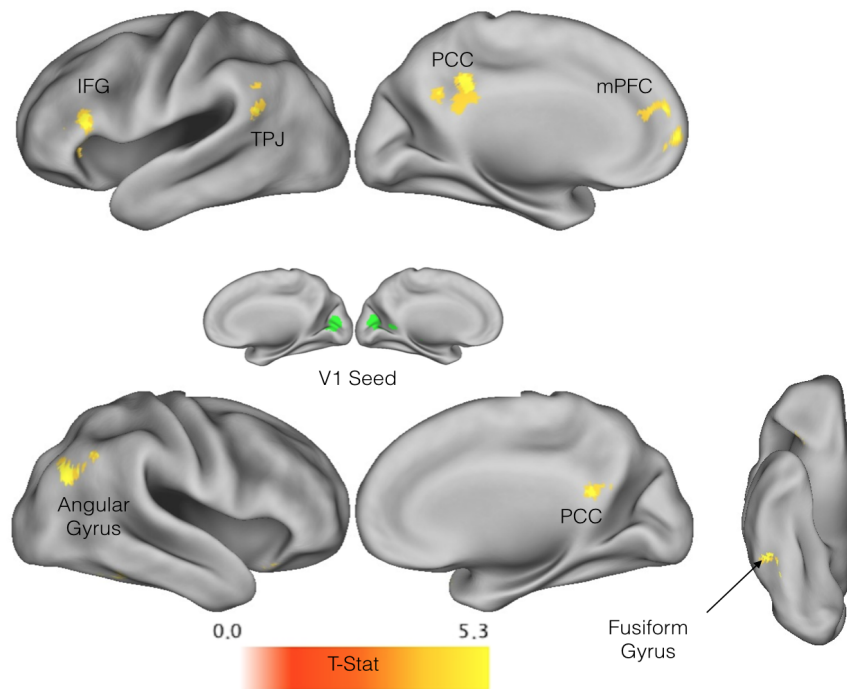 IFG
TPJ
PCC
mPFC
V1 Seed
Angular
Gyrus
PCC
Fusiform
Gyrus
0.0
5.3
T-Stat